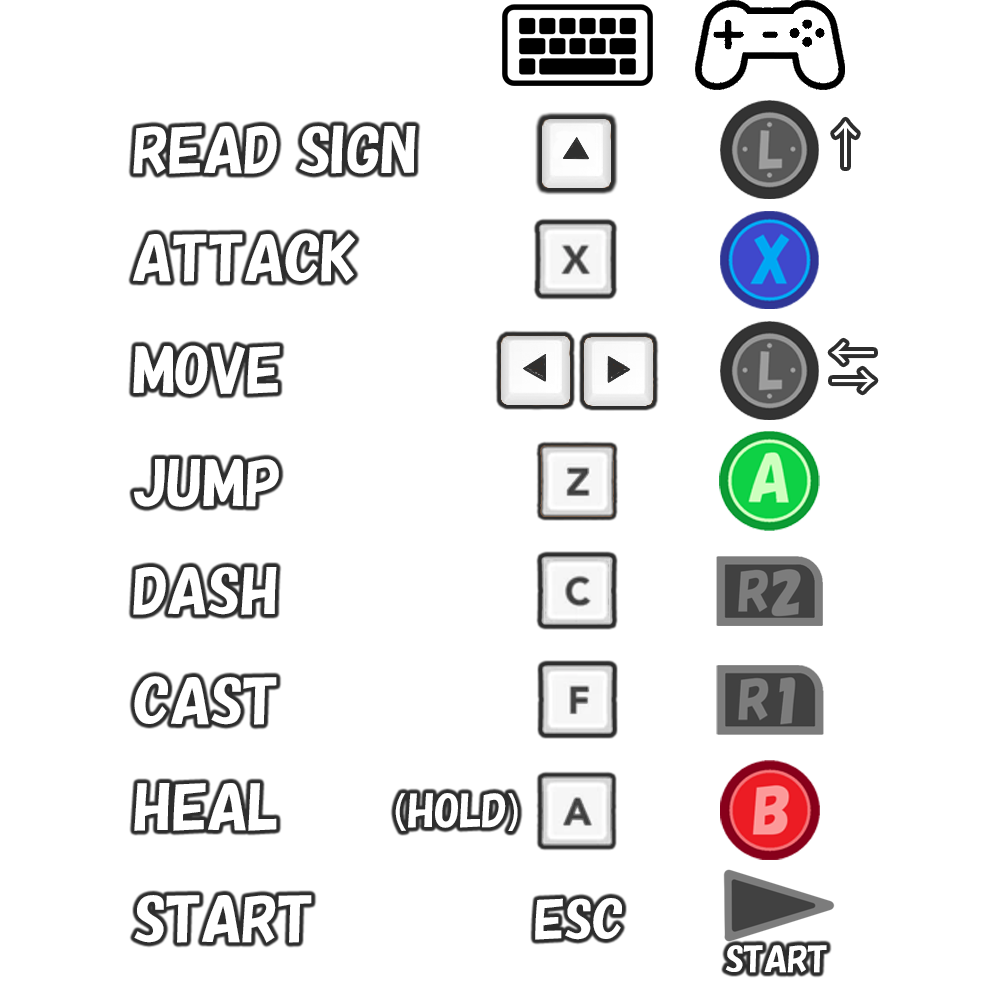 READ SIGN ▲ L ↑
ATTACK X X
MOVE ◀ ▶ L ← →
JUMP Z A
DASH C R2
CAST F R1
HEAL (HOLD) A B
START ESC
START